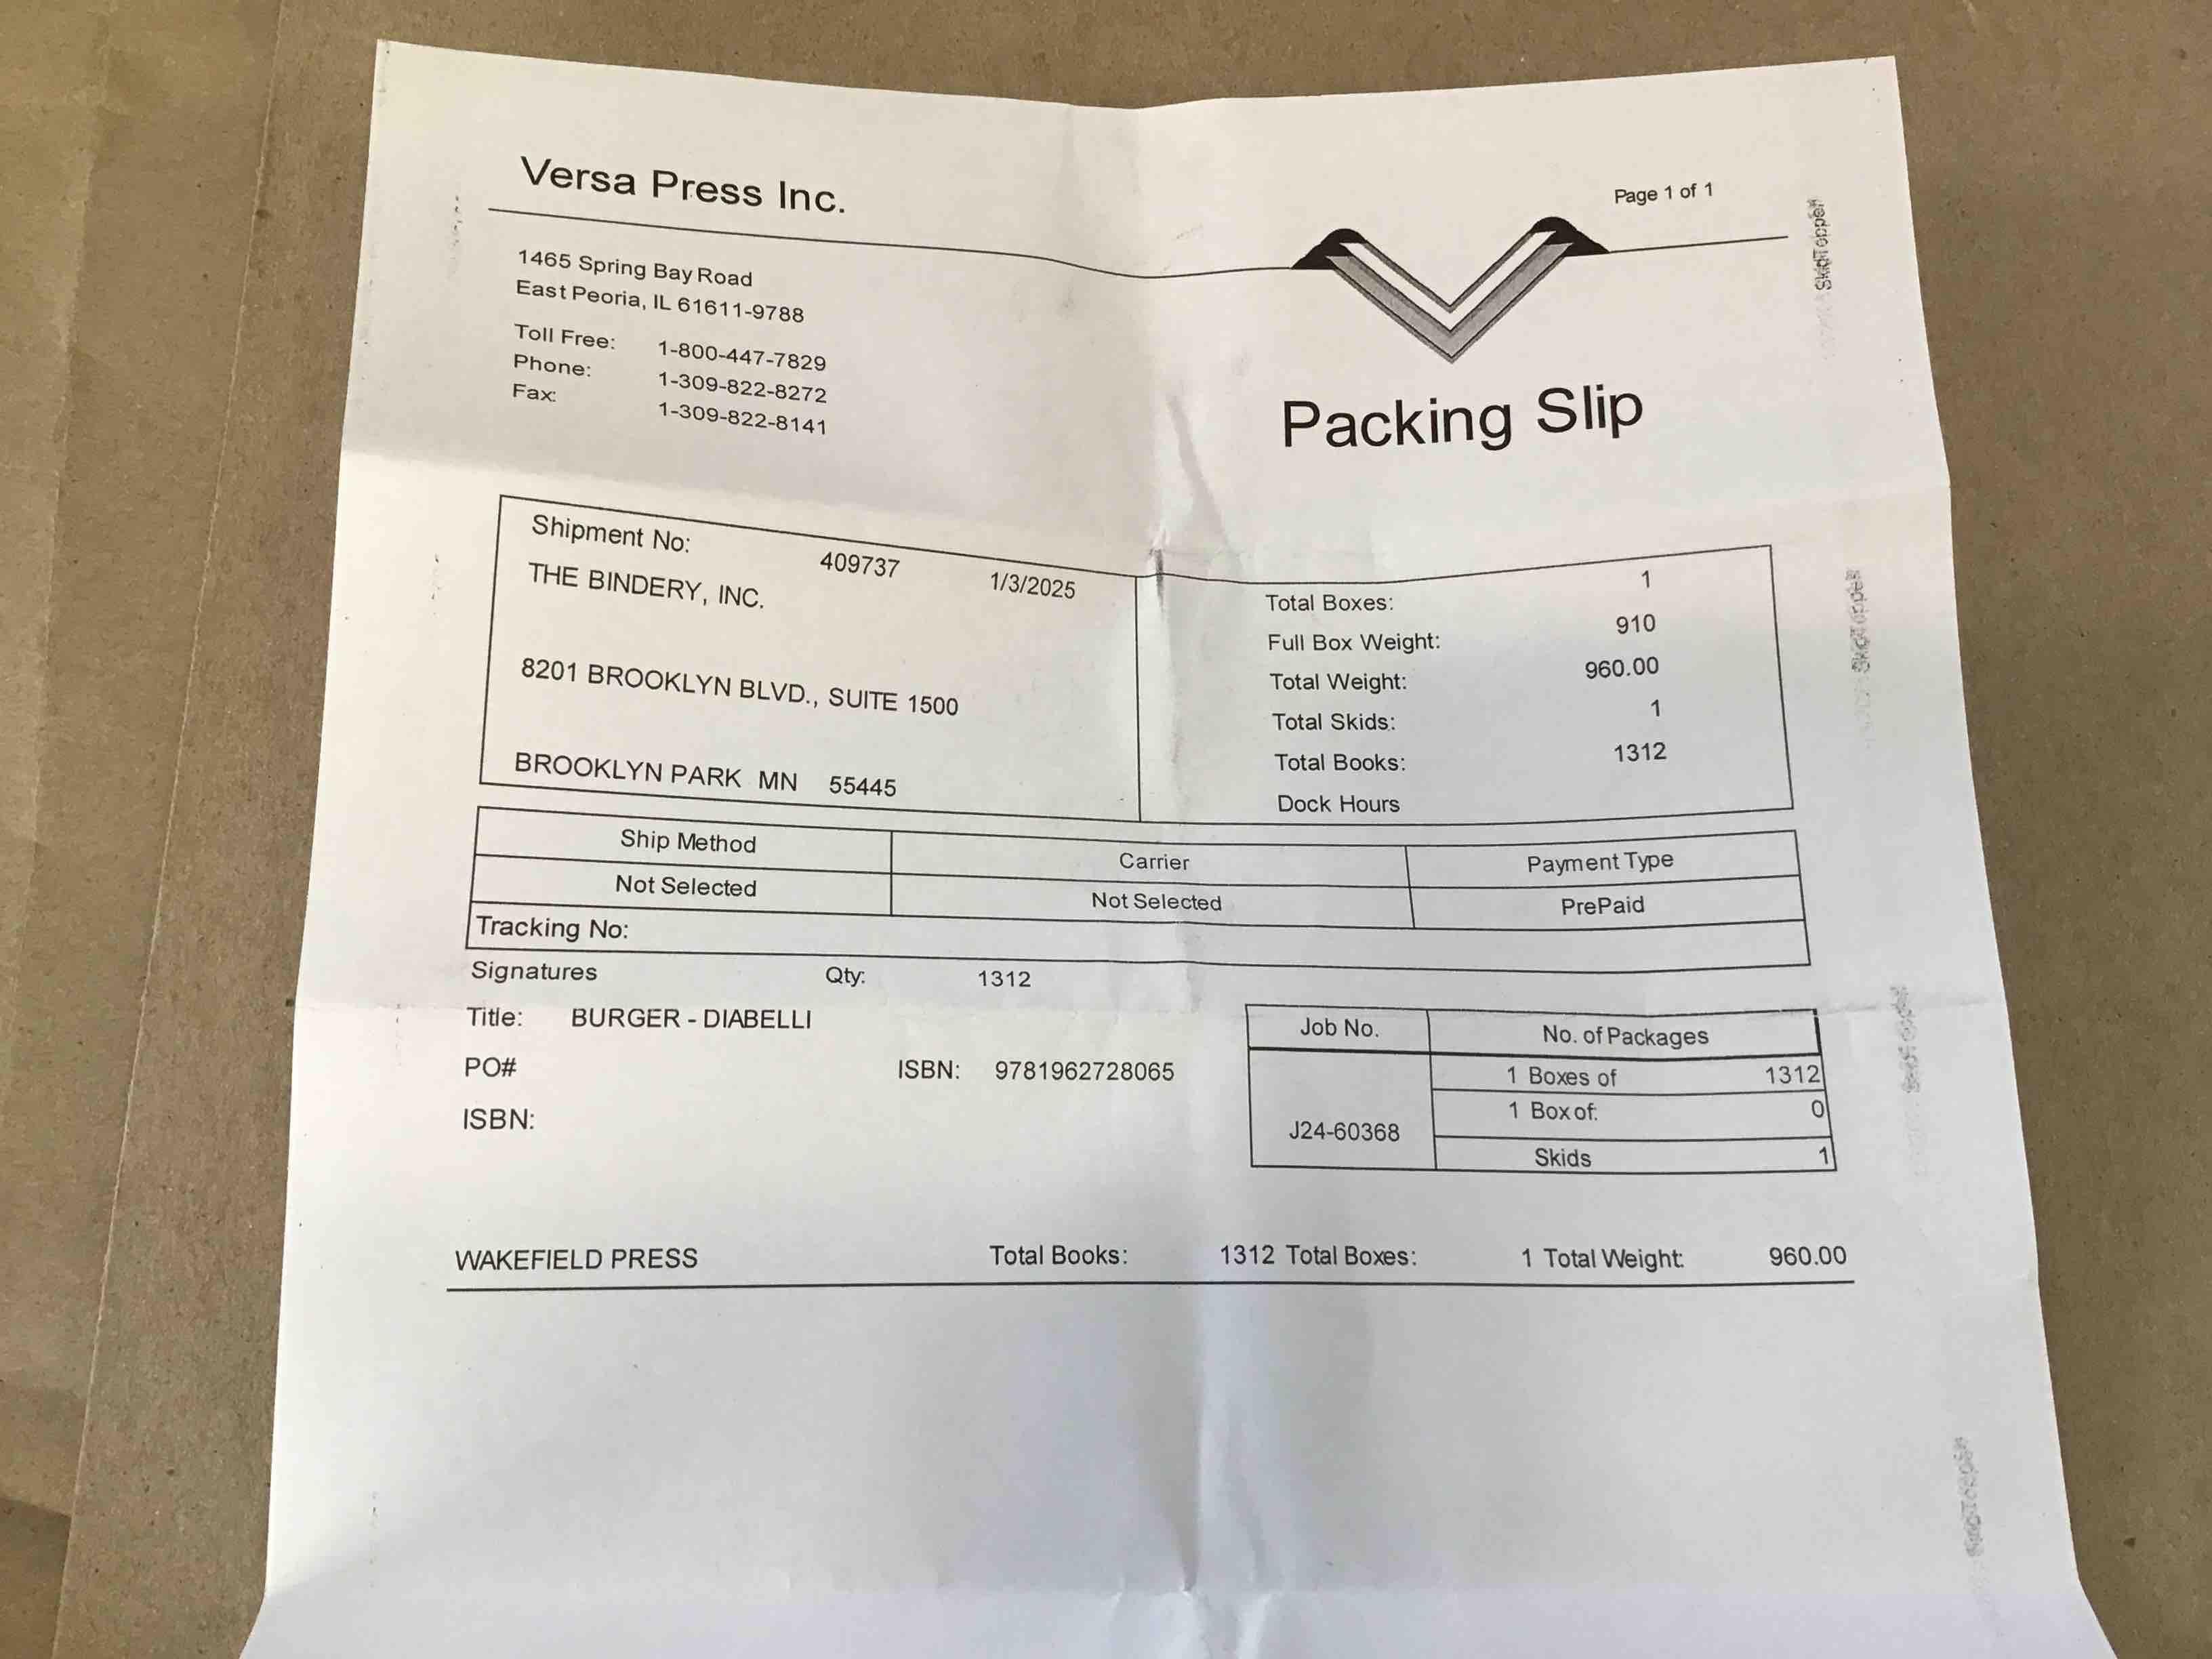 Versa Press Inc.
Page 1 of 1
1465 Spring Bay Road
East Peoria, IL 61611-9788
Toll Free: 1-800-447-7829
Phone: 1-309-822-8272
Fax: 1-309-822-8141
Packing Slip
Shipment No: 409737 1/3/2025
THE BINDERY, INC.
8201 BROOKLYN BLVD., SUITE 1500
BROOKLYN PARK MN 55445
Total Boxes: 1
Full Box Weight: 910
Total Weight: 960.00
Total Skids: 1
Total Books: 1312
Dock Hours
Ship Method Carrier Payment Type
Not Selected Not Selected PrePaid
Tracking No:
Signatures Qty: 1312
Title: BURGER - DIABELLI
PO# ISBN: 9781962728065
ISBN:
Job No. No. of Packages
J24-60368
1 Boxes of 1312
1 Box of: 0
Skids 1
WAKEFIELD PRESS Total Books: 1312 Total Boxes: 1 Total Weight: 960.00
SkidTopper
SkidTopper